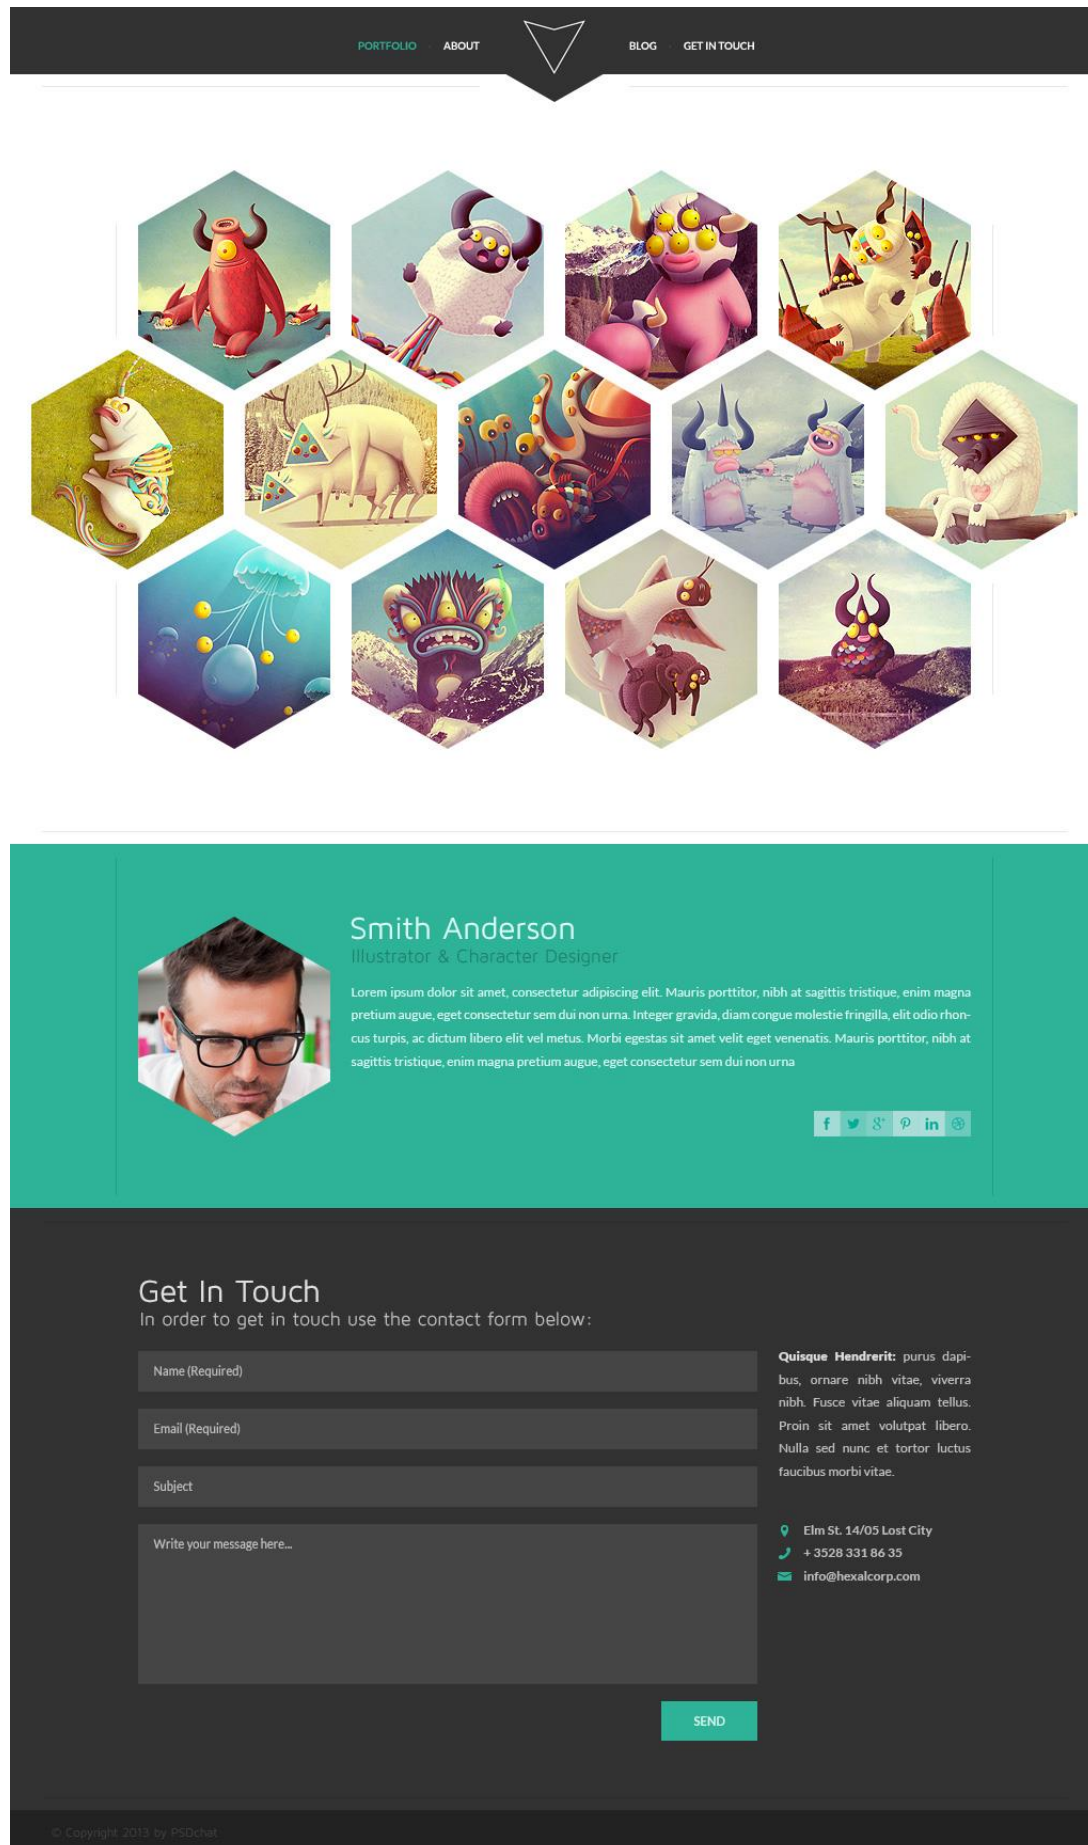 PORTFOLIO ABOUT BLOG GET IN TOUCH
Smith Anderson
Illustrator & Character Designer
Lorem ipsum dolor sit amet, consectetur adipiscing elit. Mauris porttitor, nibh at sagittis tristique, enim magna
pretium augue, eget consectetur sem dui non urna. Integer gravida, diam congue molestie fringilla, elit odio rhon-
cus turpis, ac dictum libero elit vel metus. Morbi egestas sit amet velit eget venenatis. Mauris porttitor, nibh at
sagittis tristique, enim magna pretium augue, eget consectetur sem dui non urna
Get In Touch
In order to get in touch use the contact form below:
Name (Required)
Email (Required)
Subject
Write your message here...
SEND
Quisque Hendrerit: purus dapi-
bus, ornare nibh vitae, viverra
nibh. Fusce vitae aliquam tellus.
Proin sit amet volutpat libero.
Nulla sed nunc et tortor luctus
faucibus morbi vitae.
Elm St. 14/05 Lost City
+ 3528 331 86 35
info@hexalcorp.com
© Copyright 2013 by PSDchat